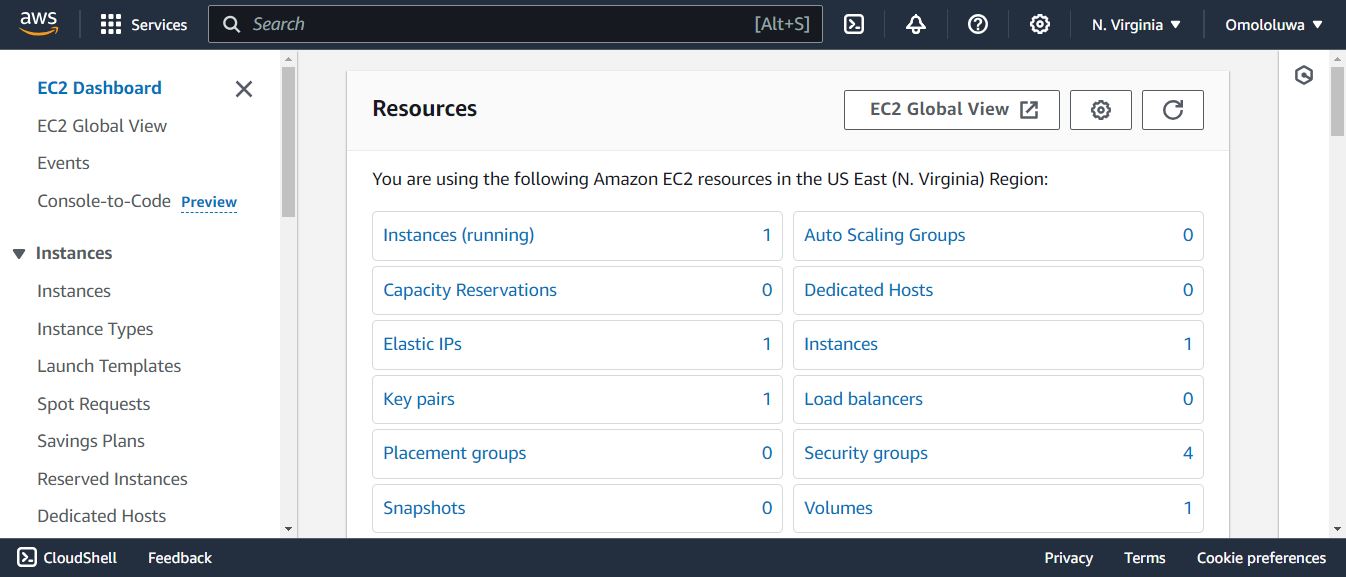 aws
Services
Search [Alt+S]
N. Virginia
Omololuwa
EC2 Dashboard
EC2 Global View
Events
Console-to-Code Preview
Instances
Instances
Instance Types
Launch Templates
Spot Requests
Savings Plans
Reserved Instances
Dedicated Hosts
Resources
EC2 Global View
You are using the following Amazon EC2 resources in the US East (N. Virginia) Region:
Instances (running) 1
Auto Scaling Groups 0
Capacity Reservations 0
Dedicated Hosts 0
Elastic IPs 1
Instances 1
Key pairs 1
Load balancers 0
Placement groups 0
Security groups 4
Snapshots 0
Volumes 1
CloudShell
Feedback
Privacy
Terms
Cookie preferences